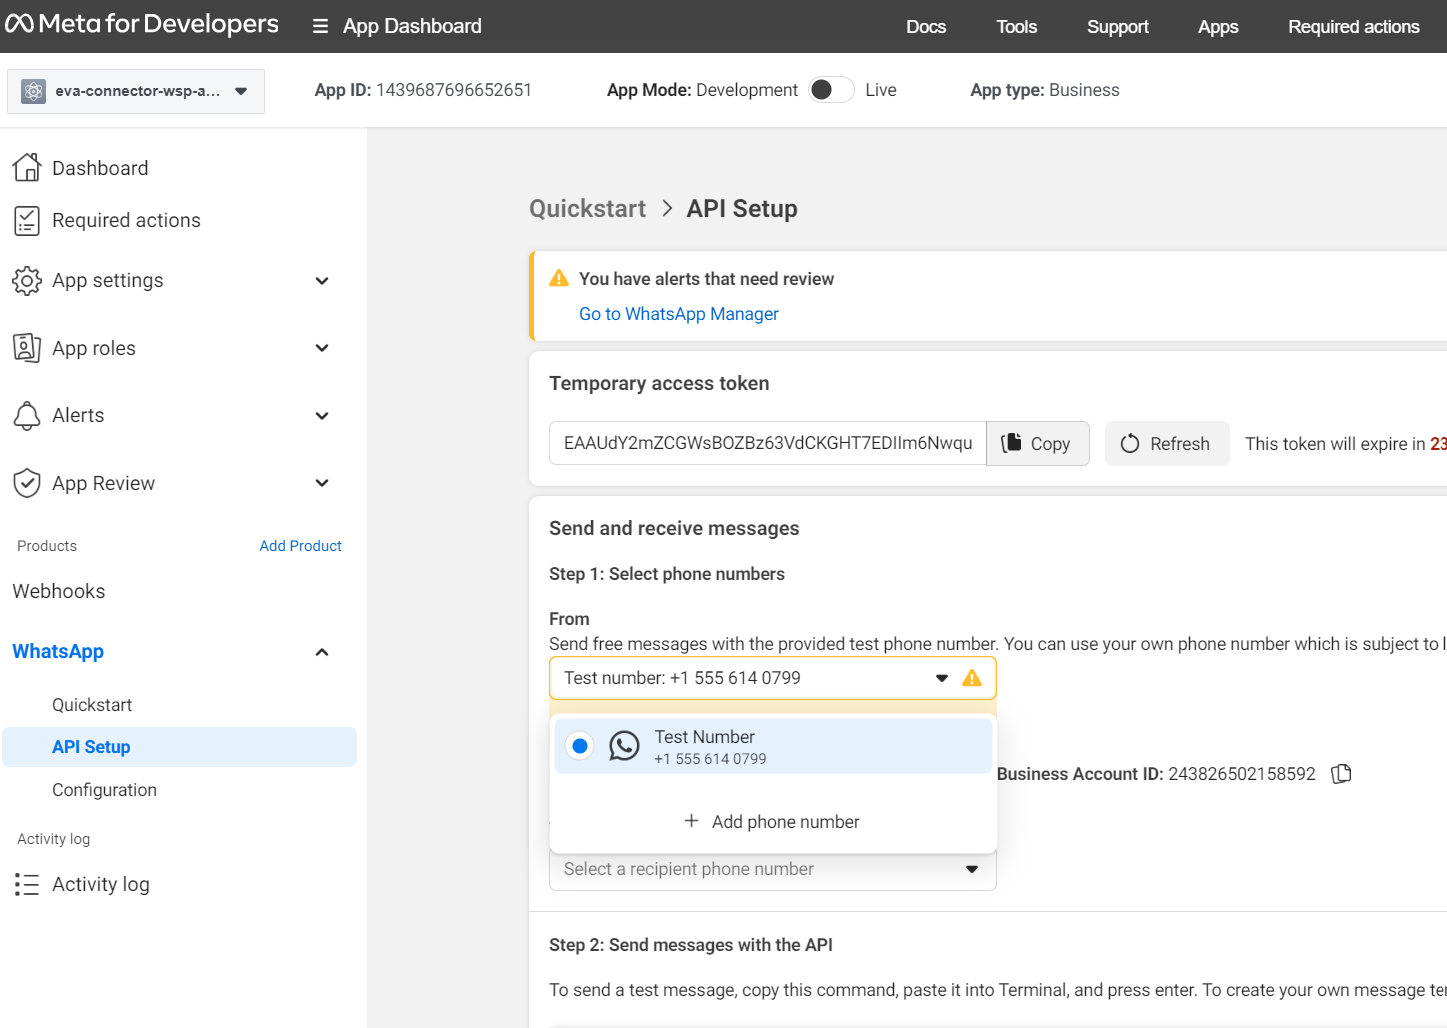 Meta for Developers
App Dashboard
Docs
Tools
Support
Apps
Required actions
eva-connector-wsp-a...
App ID: 1439687696652651
App Mode: Development
Live
App type: Business
Dashboard
Required actions
App settings
App roles
Alerts
App Review
Products
Add Product
Webhooks
WhatsApp
Quickstart
API Setup
Configuration
Activity log
Activity log
Quickstart > API Setup
You have alerts that need review
Go to WhatsApp Manager
Temporary access token
EAAUdY2mZCGWsBOZBz63VdCKGHT7EDIIm6Nwqu
Copy
Refresh
This token will expire in 23
Send and receive messages
Step 1: Select phone numbers
From
Send free messages with the provided test phone number. You can use your own phone number which is subject to l
Test number: +1 555 614 0799
Test Number
+1 555 614 0799
Business Account ID: 243826502158592
+ Add phone number
Select a recipient phone number
Step 2: Send messages with the API
To send a test message, copy this command, paste it into Terminal, and press enter. To create your own message te